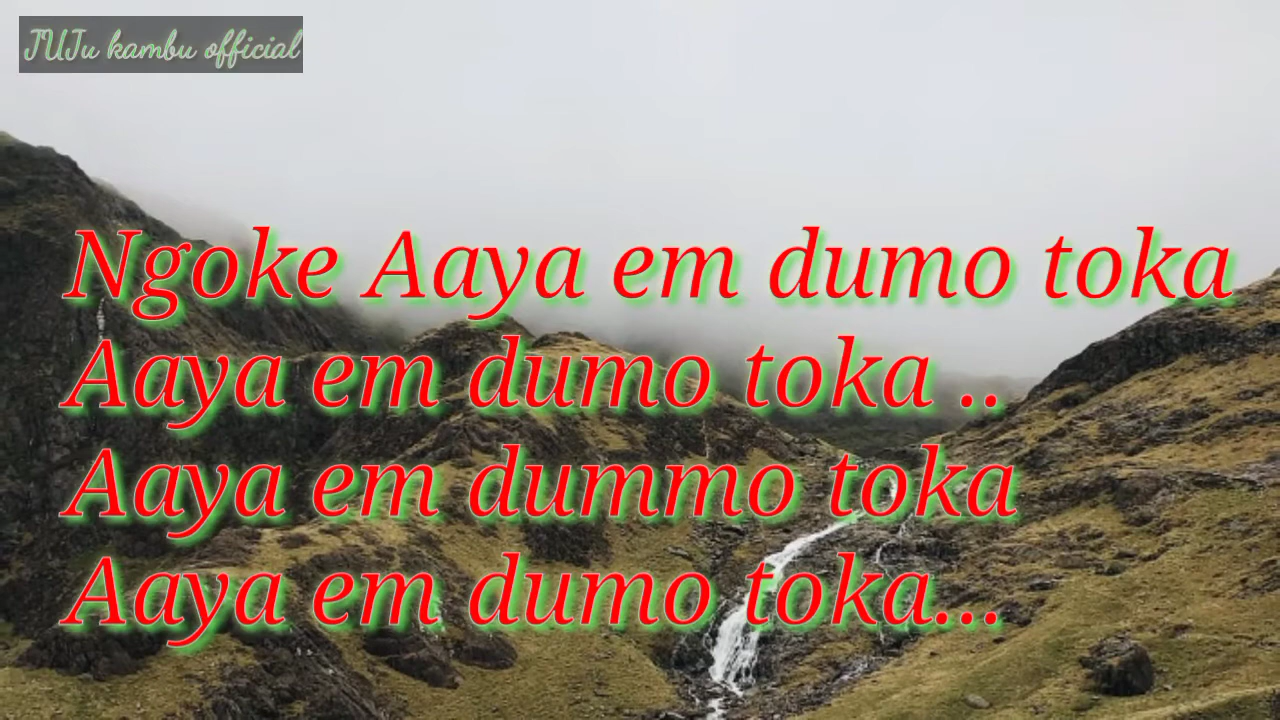 JUJu kambu official
Ngoke Aaya em dumo toka
Aaya em dumo toka ..
Aaya em dummo toka
Aaya em dumo toka...